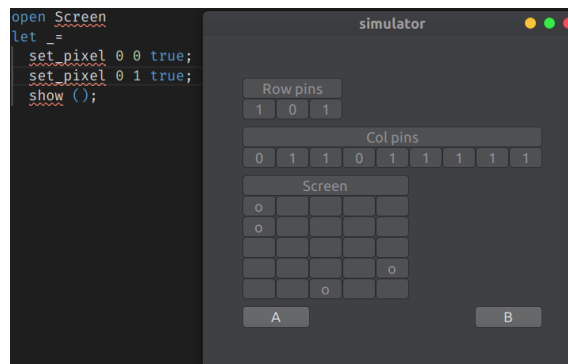 open Screen
let _=
set_pixel 0 0 true;
set_pixel 0 1 true;
show ();
simulator
Row pins
1 0 1
Col pins
0 1 1 0 1 1 1 1 1
Screen
o
o
o
o
A B